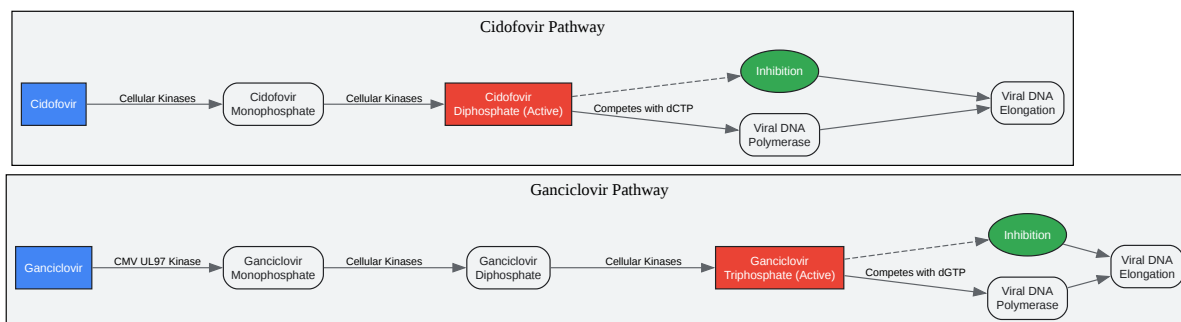 Cidofovir Pathway
Cidofovir
Cellular Kinases
Cidofovir
Monophosphate
Cellular Kinases
Cidofovir
Diphosphate (Active)
Competes with dCTP
Inhibition
Viral DNA
Polymerase
Viral DNA
Elongation
Ganciclovir Pathway
Ganciclovir
CMV UL97 Kinase
Ganciclovir
Monophosphate
Cellular Kinases
Ganciclovir
Diphosphate
Cellular Kinases
Ganciclovir
Triphosphate (Active)
Competes with dGTP
Inhibition
Viral DNA
Polymerase
Viral DNA
Elongation